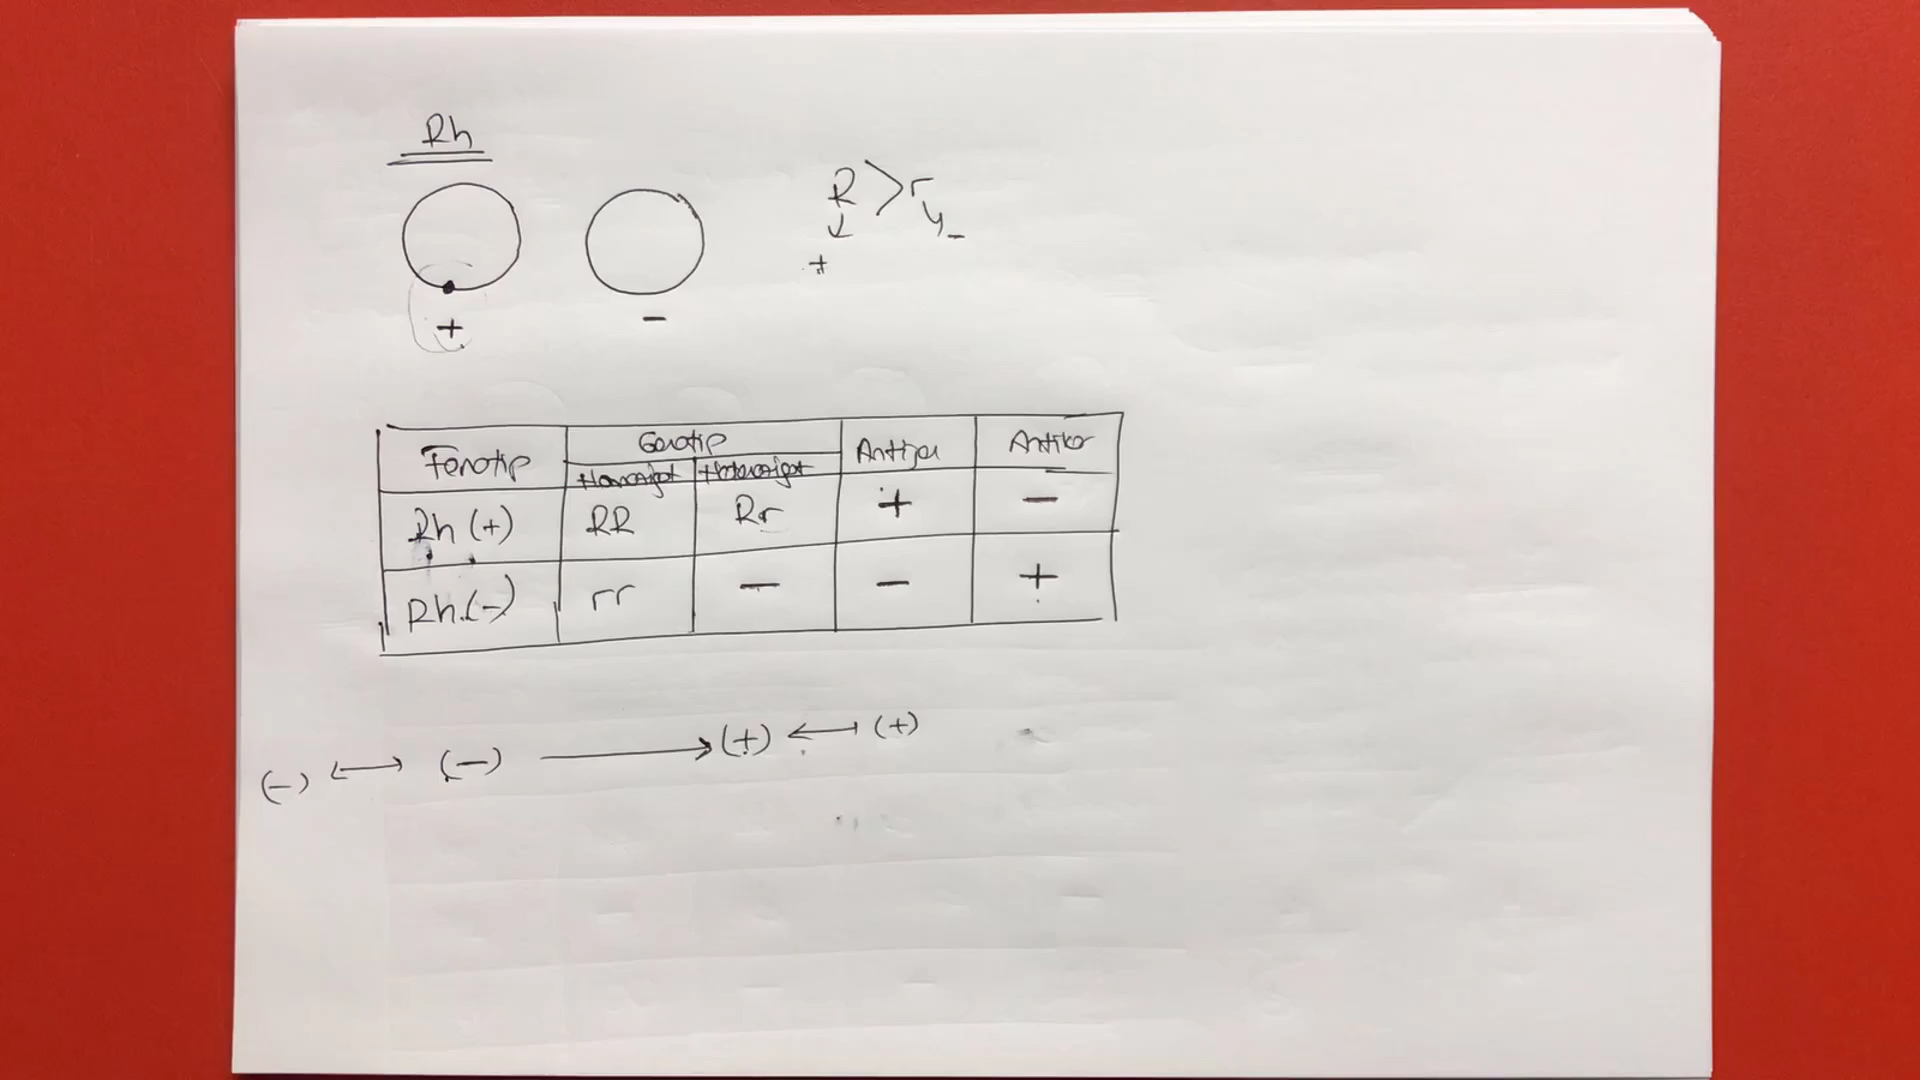 Rh
R > r
+ -
+ -
Fenotip Genotip Antijen Antikor
Homozigot Heterozigot
Rh (+) RR Rr + -
Rh (-) rr - - +
(-) ↔ (-) → (+) ↔ (+)